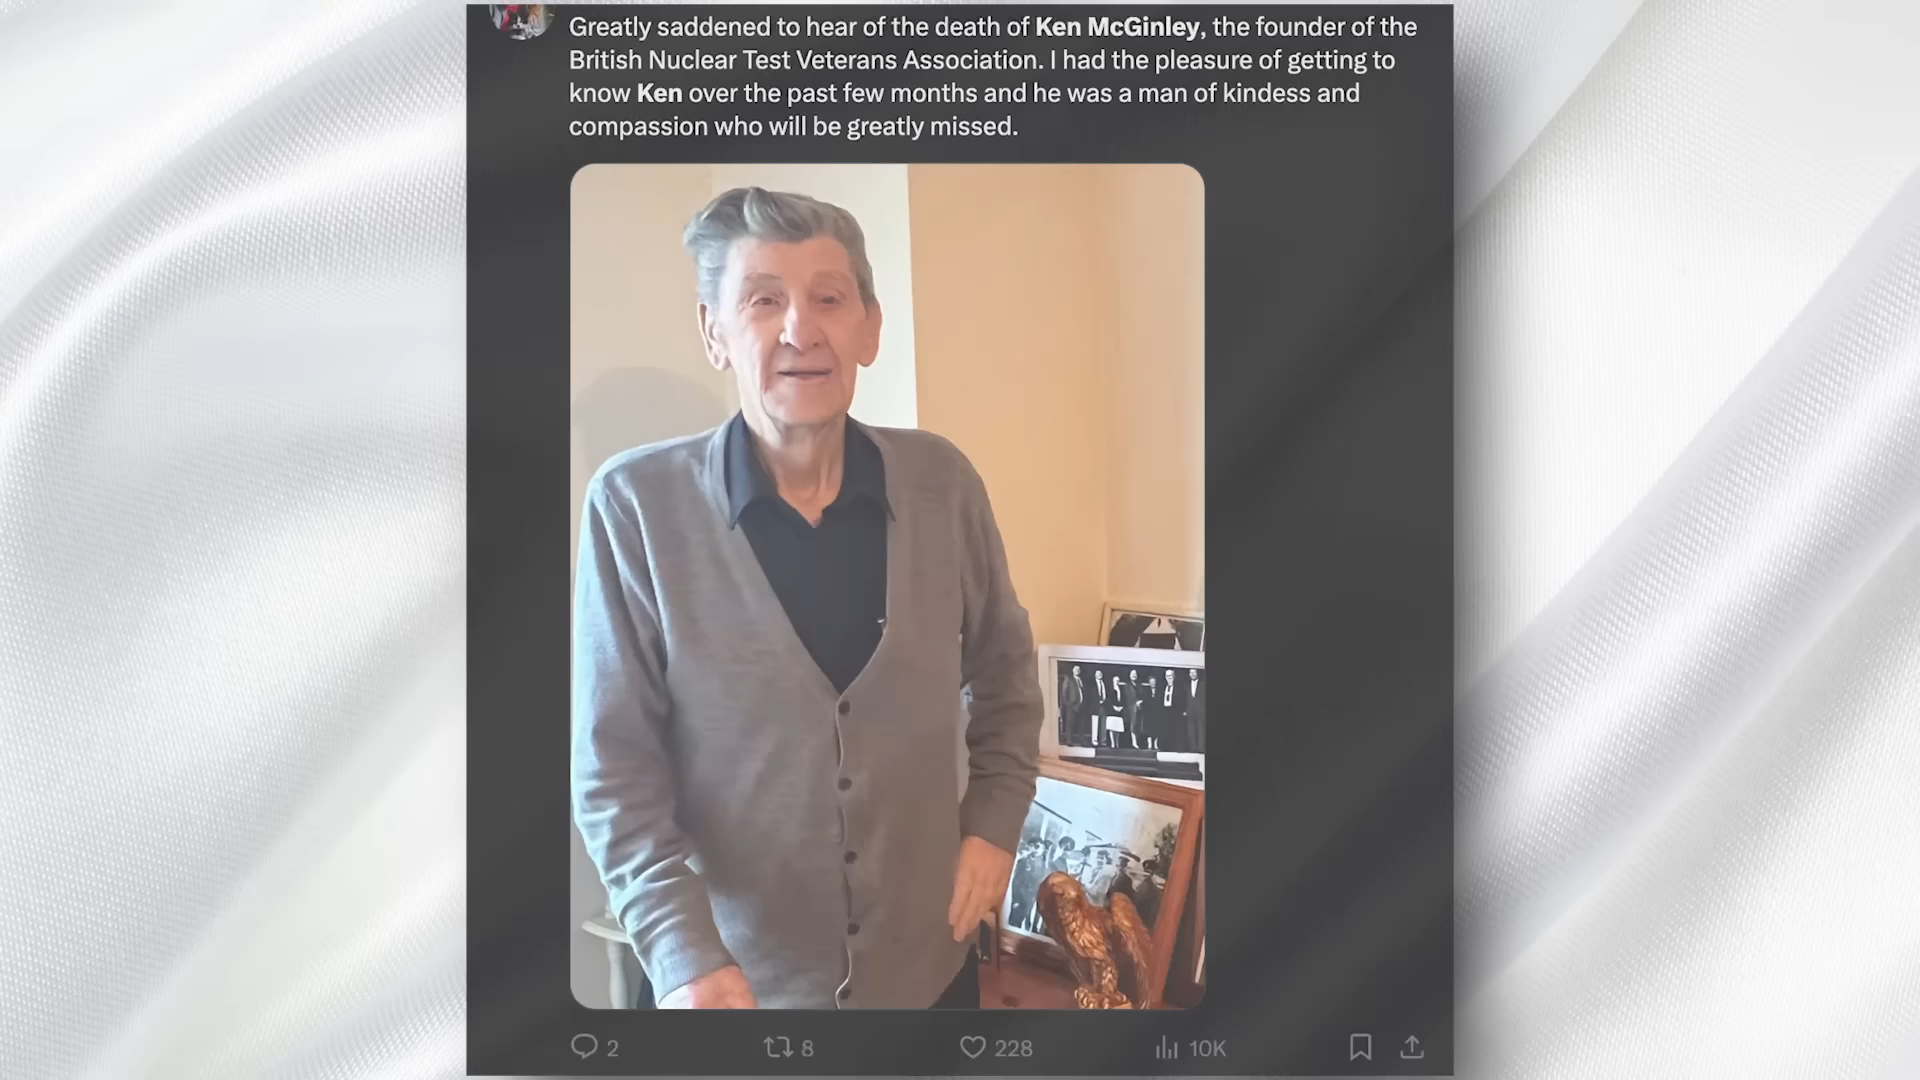 Greatly saddened to hear of the death of Ken McGinley, the founder of the
British Nuclear Test Veterans Association. I had the pleasure of getting to
know Ken over the past few months and he was a man of kindess and
compassion who will be greatly missed.
2 8 228 10K